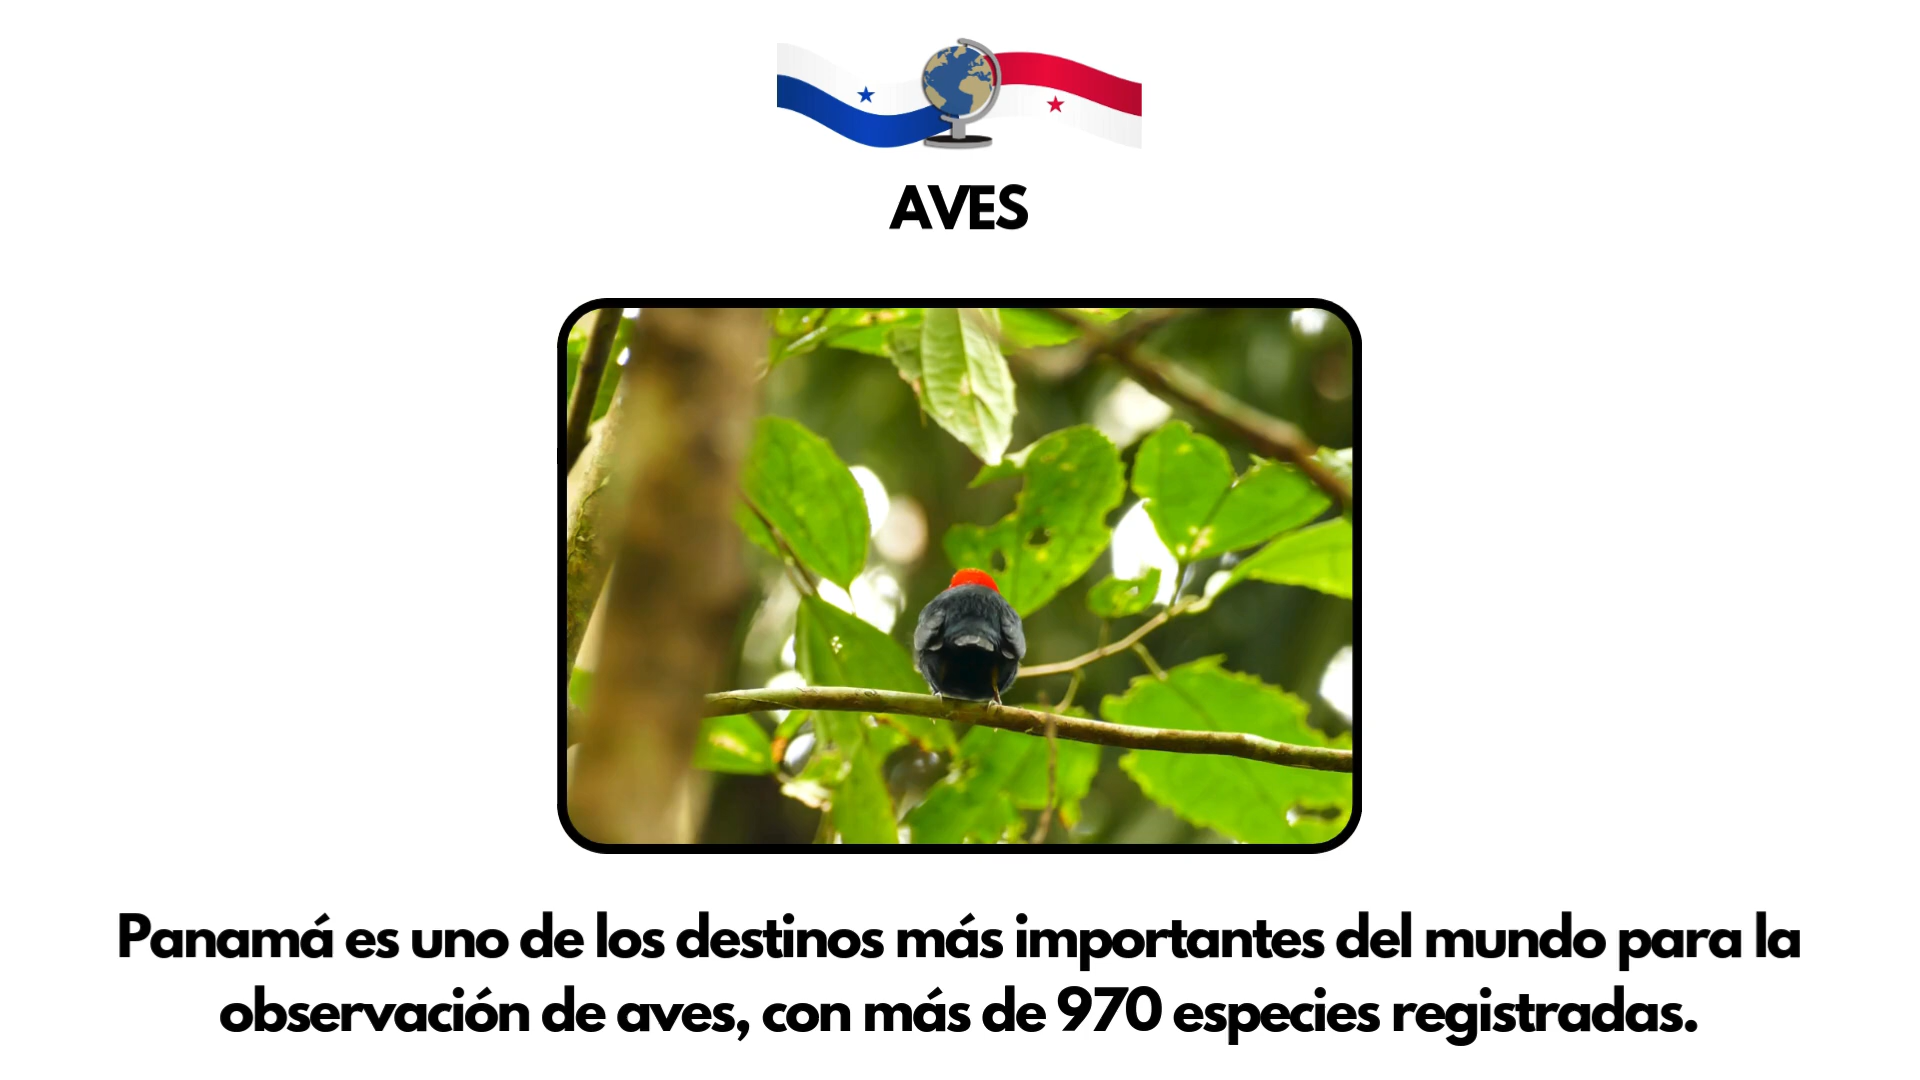 AVES
Panamá es uno de los destinos más importantes del mundo para la
observación de aves, con más de 970 especies registradas.